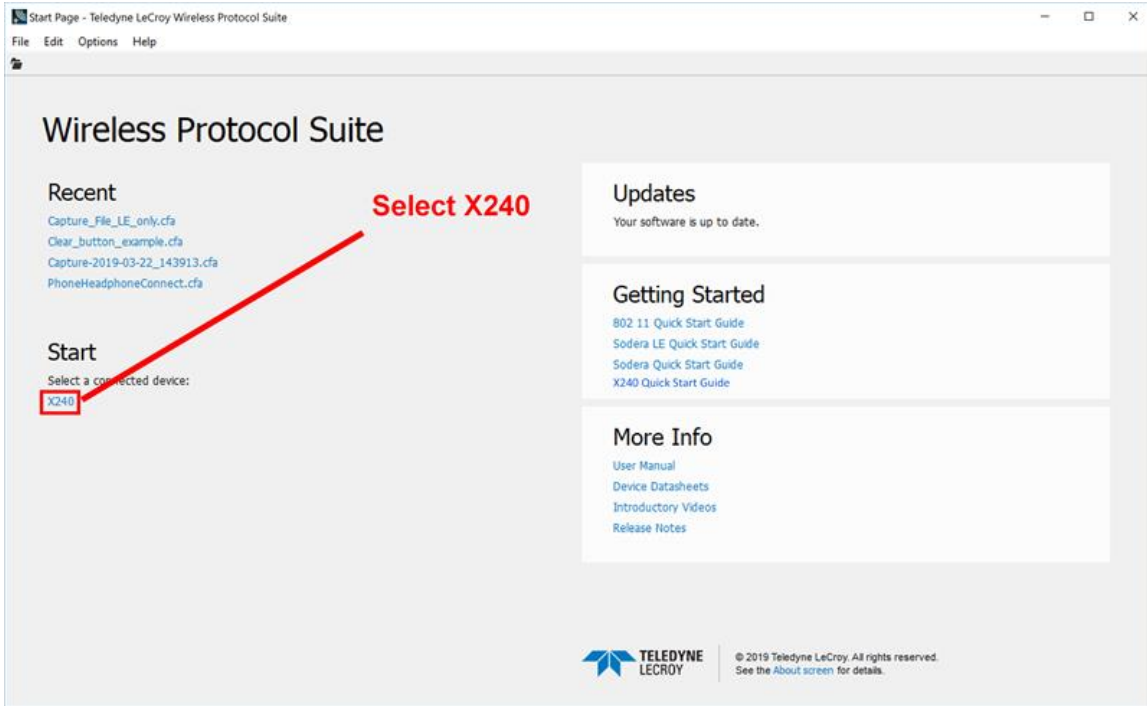 Start Page - Teledyne LeCroy Wireless Protocol Suite
File Edit Options Help
Wireless Protocol Suite
Recent
Capture_File_LE_only.cfa
Clear_button_example.cfa
Capture-2019-03-22_143913.cfa
PhoneHeadphoneConnect.cfa
Select X240
Start
Select a connected device:
X240
Updates
Your software is up to date.
Getting Started
802 11 Quick Start Guide
Sodera LE Quick Start Guide
Sodera Quick Start Guide
X240 Quick Start Guide
More Info
User Manual
Device Datasheets
Introductory Videos
Release Notes
TELEDYNE
LECROY
© 2019 Teledyne LeCroy. All rights reserved.
See the About screen for details.